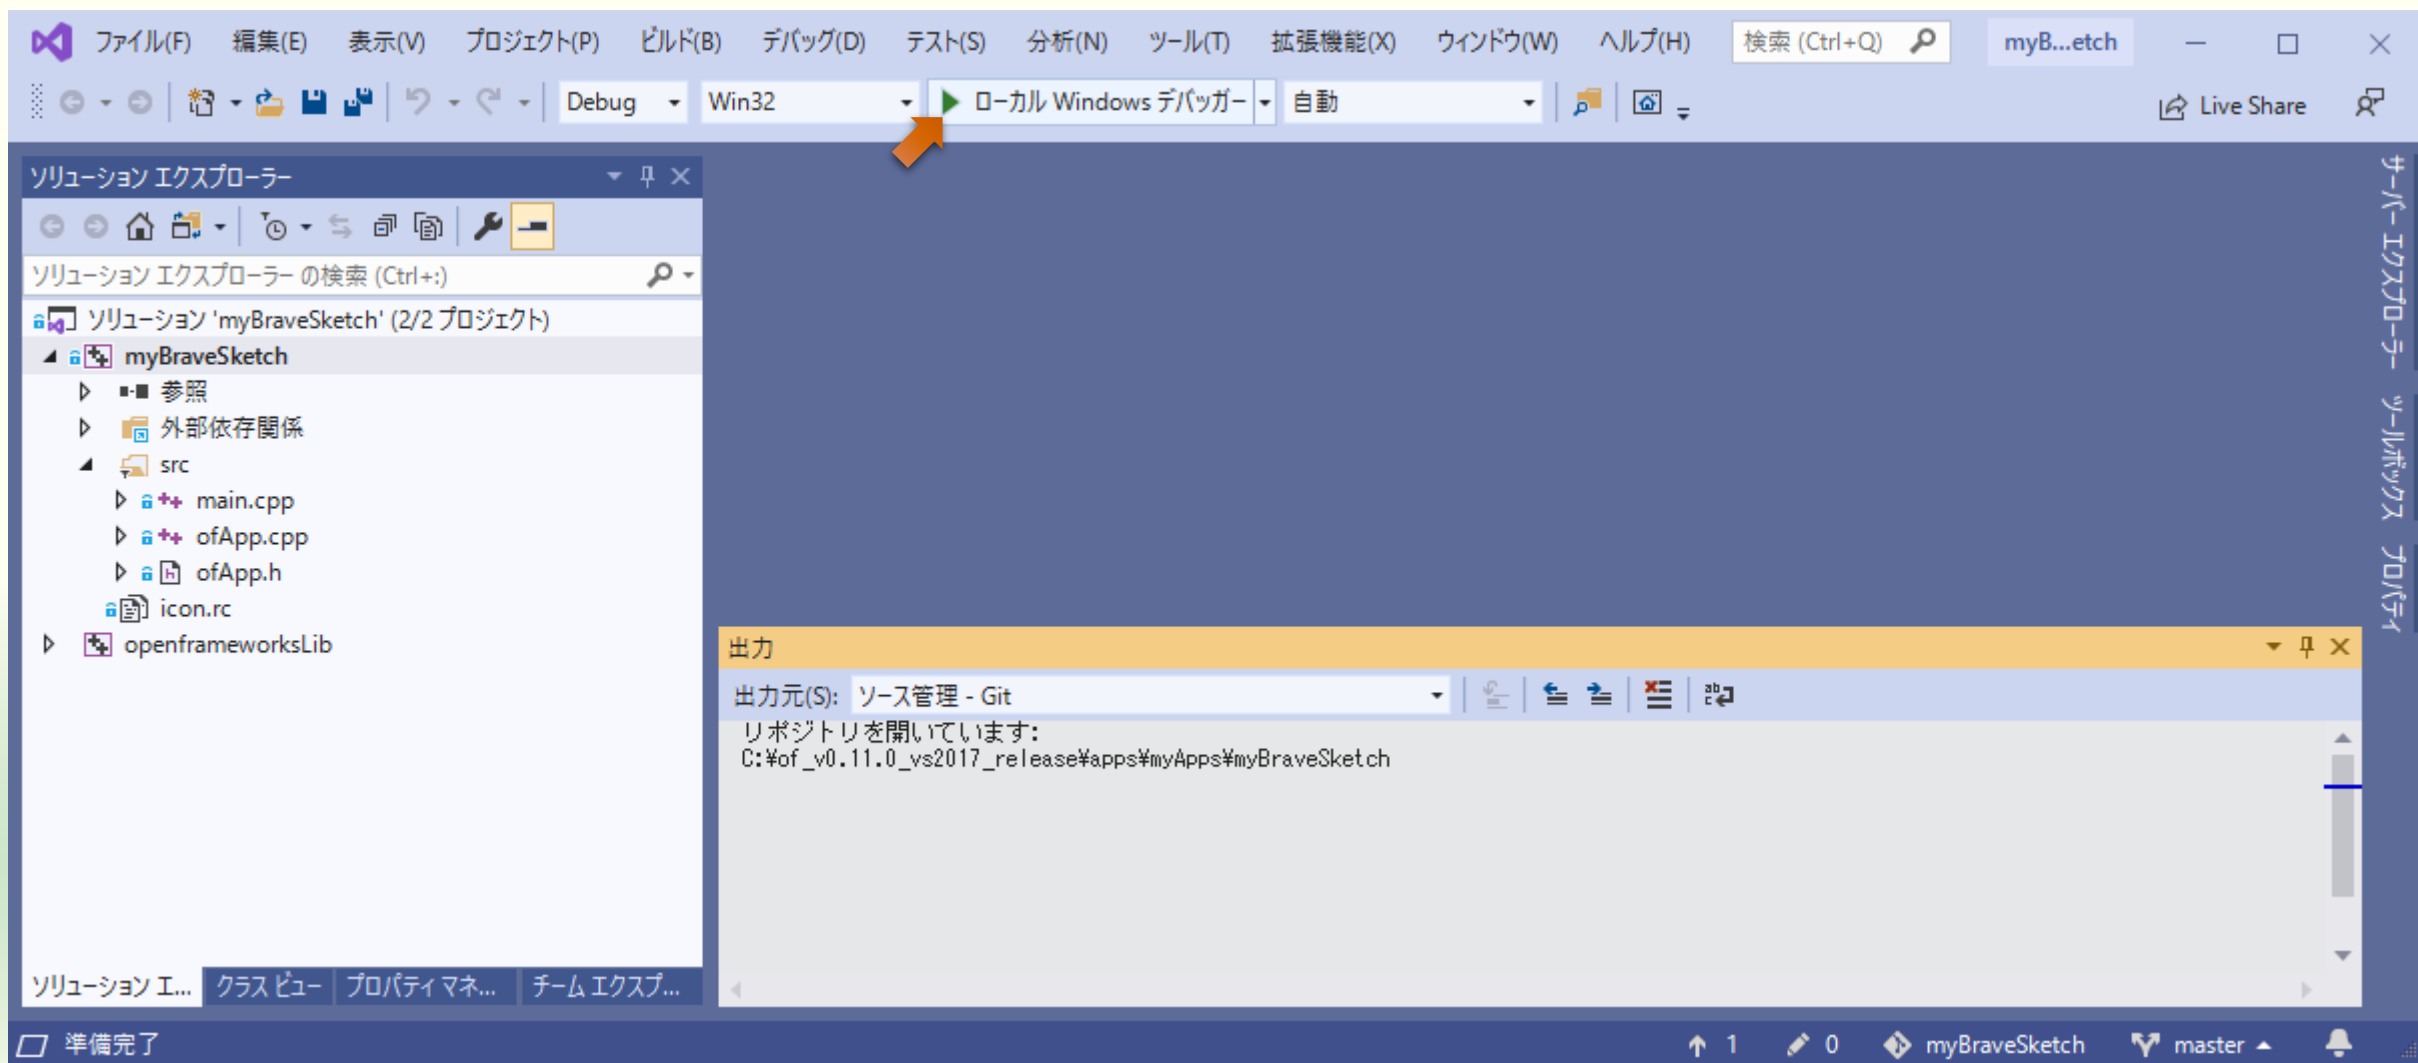 ファイル(F) 編集(E) 表示(V) プロジェクト(P) ビルド(B) デバッグ(D) テスト(S) 分析(N) ツール(T) 拡張機能(X) ウィンドウ(W) ヘルプ(H) 検索 (Ctrl+Q) myB...etch
Debug Win32 ローカル Windows デバッガー 自動 Live Share
ソリューション エクスプローラー
ソリューション エクスプローラー の検索 (Ctrl+:)
ソリューション 'myBraveSketch' (2/2 プロジェクト)
myBraveSketch
参照
外部依存関係
src
main.cpp
ofApp.cpp
ofApp.h
icon.rc
openframeworksLib
ソリューション エ... クラス ビュー プロパティ マネ... チーム エクスプ...
出力
出力元(S): ソース管理 - Git
リポジトリを開いています:
C:¥of_v0.11.0_vs2017_release¥apps¥myApps¥myBraveSketch
サーバー エクスプローラー
ツールボックス
プロパティ
準備完了 1 0 myBraveSketch master